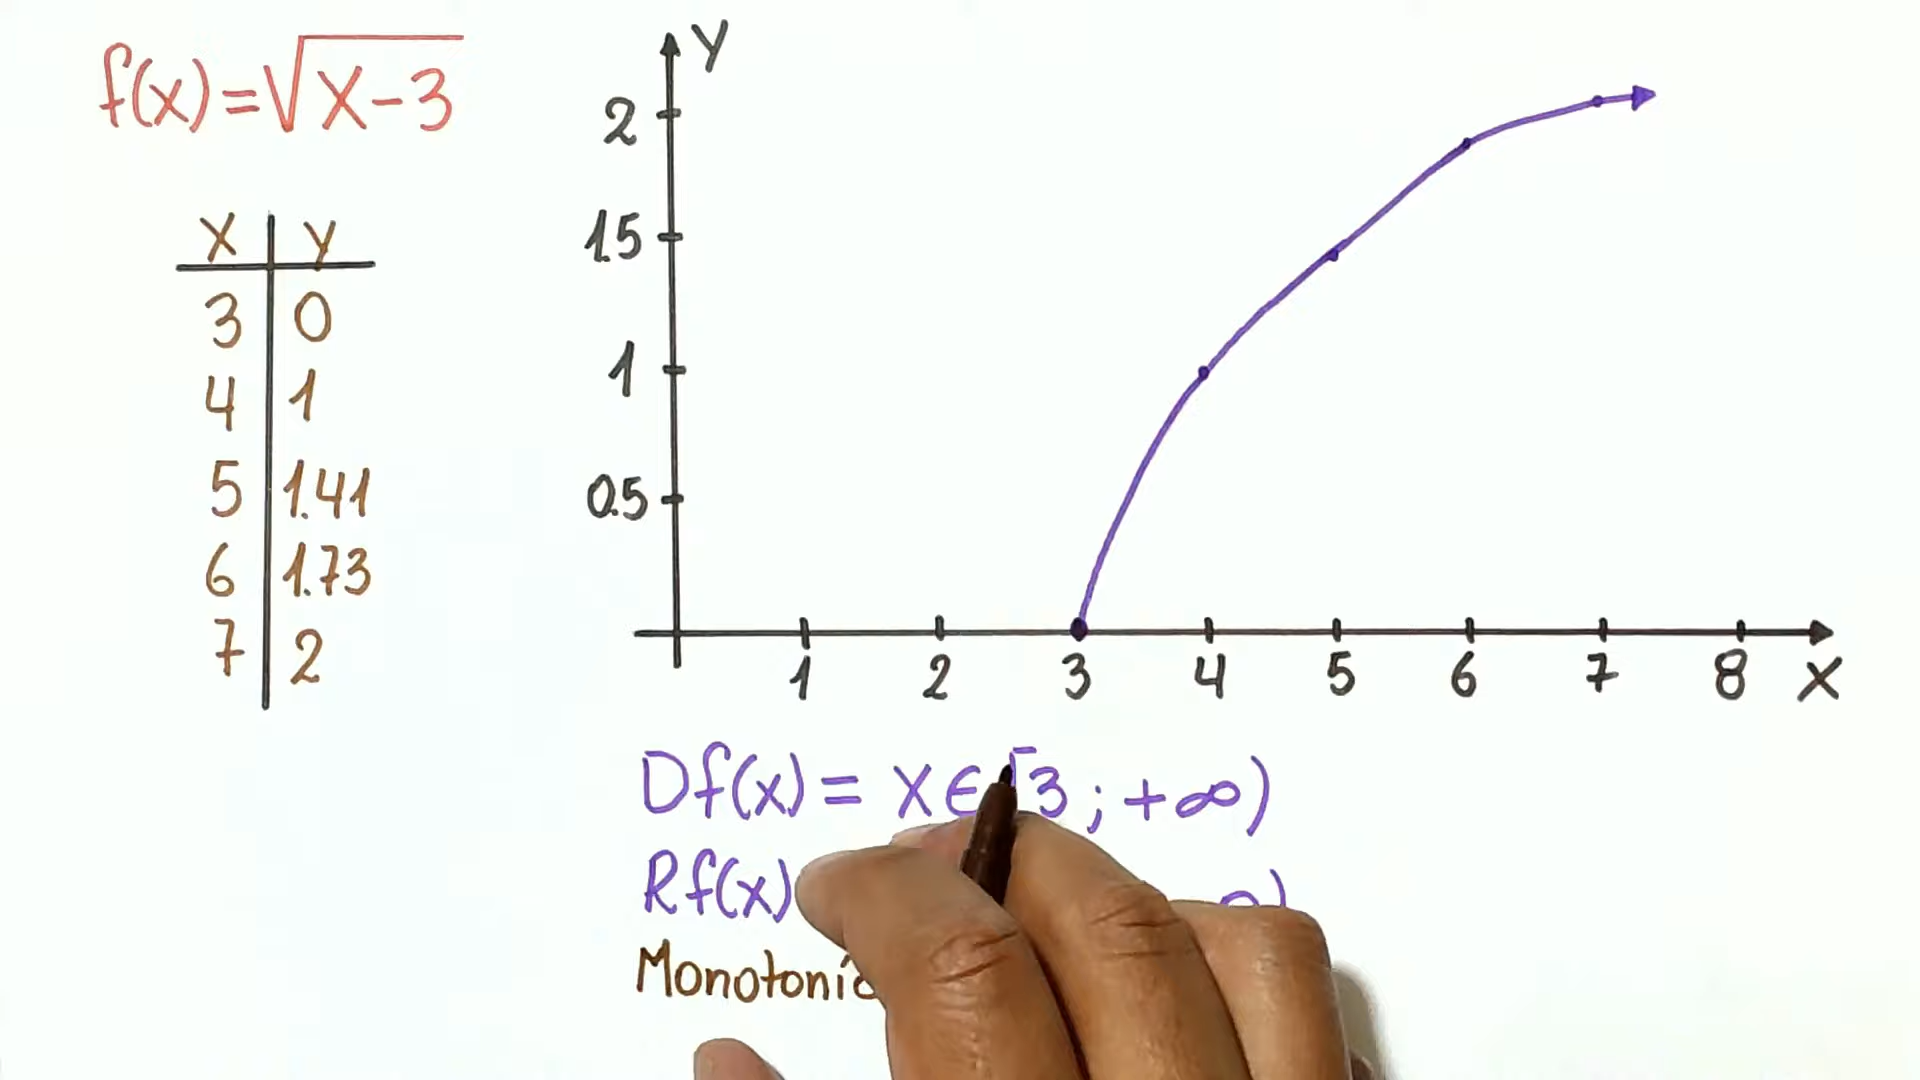 f(x)=√x-3
x y
3 0
4 1
5 1.41
6 1.73
7 2
y
2
1.5
1
0.5
1 2 3 4 5 6 7 8 x
Df(x) = x∈[3 ; +∞)
Rf(x)